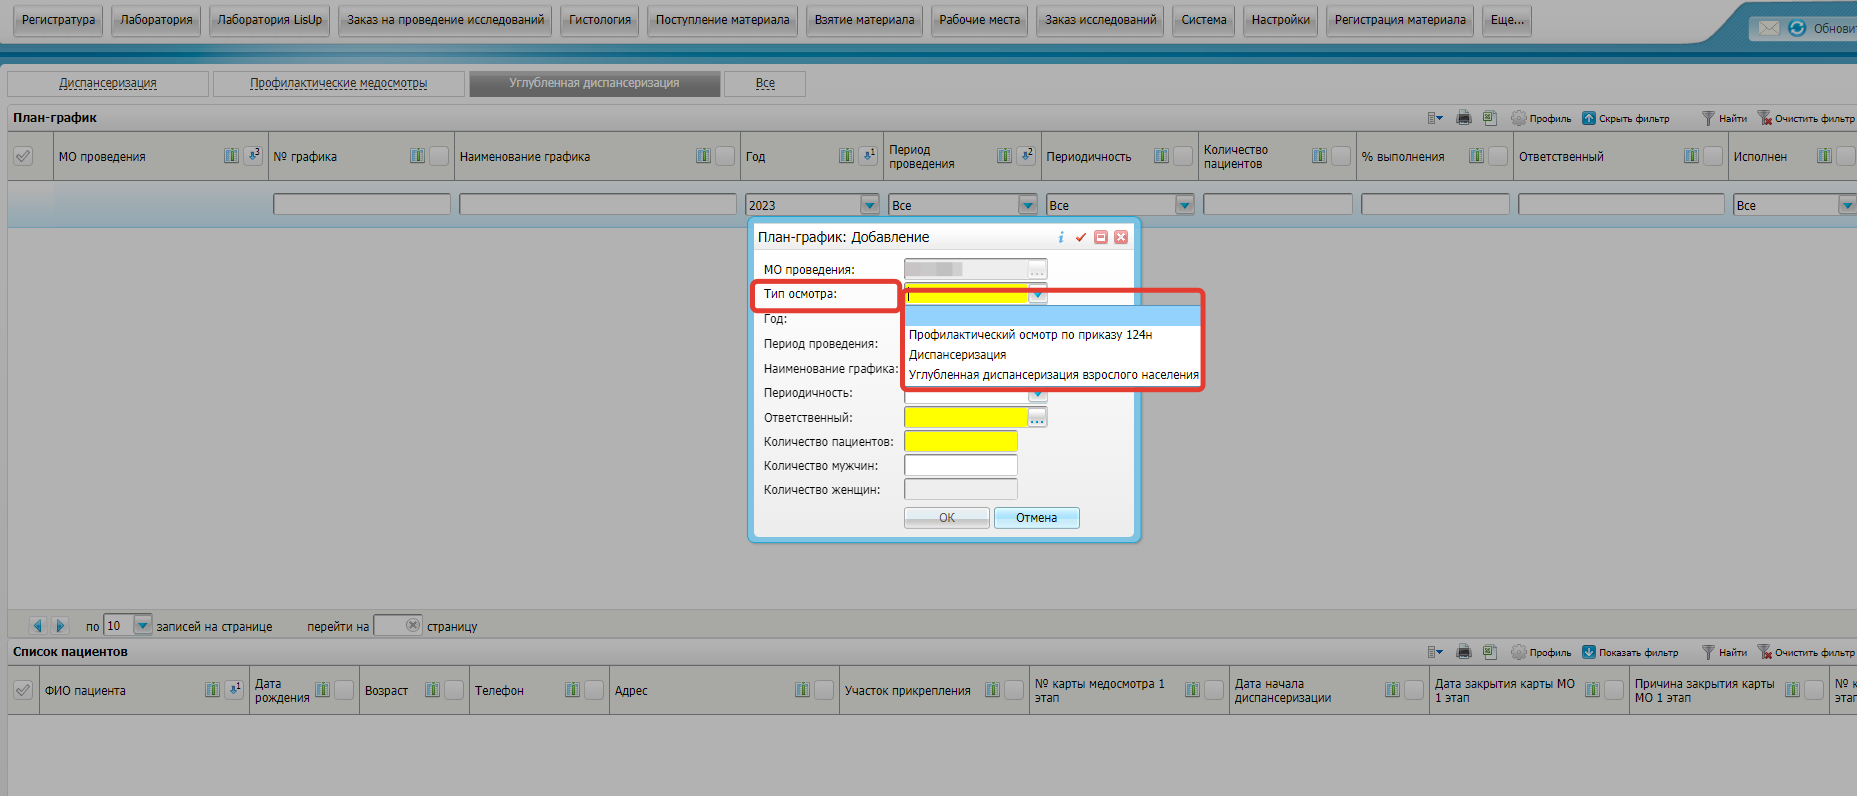 Регистратура Лаборатория Лаборатория LisUp Заказ на проведение исследований Гистология Поступление материала Взятие материала Рабочие места Заказ исследований Система Настройки Регистрация материала Еще...
Диспансеризация Профилактические медосмотры Углубленная диспансеризация Все
План-график Профиль Скрыть фильтр Найти Очистить фильтр
МО проведения 3 № графика Наименование графика Год 1 Период проведения 2 Периодичность Количество пациентов % выполнения Ответственный Исполнен
2023 Все Все Все
План-график: Добавление
МО проведения: ...
Тип осмотра:
Год:
Профилактический осмотр по приказу 124н
Период проведения:
Диспансеризация
Наименование графика:
Углубленная диспансеризация взрослого населения
Периодичность:
Ответственный: ...
Количество пациентов:
Количество мужчин:
Количество женщин:
ОК Отмена
по 10 записей на странице перейти на страницу
Список пациентов Профиль Показать фильтр Найти Очистить фильтр
ФИО пациента 1 Дата рождения Возраст Телефон Адрес Участок прикрепления № карты медосмотра 1 этап Дата начала диспансеризации Дата закрытия карты МО 1 этап Причина закрытия карты МО 1 этап